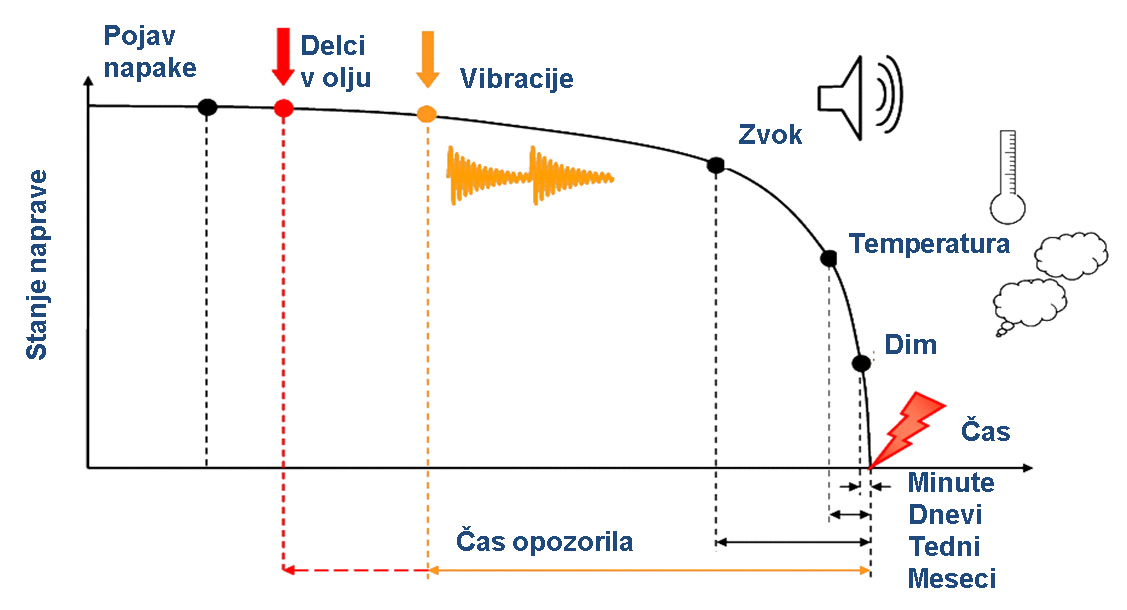 Pojav
napake
Delci
v olju
Vibracije
Zvok
Temperatura
Dim
Stanje naprave
Čas
Minute
Dnevi
Čas opozorila
Tedni
Meseci